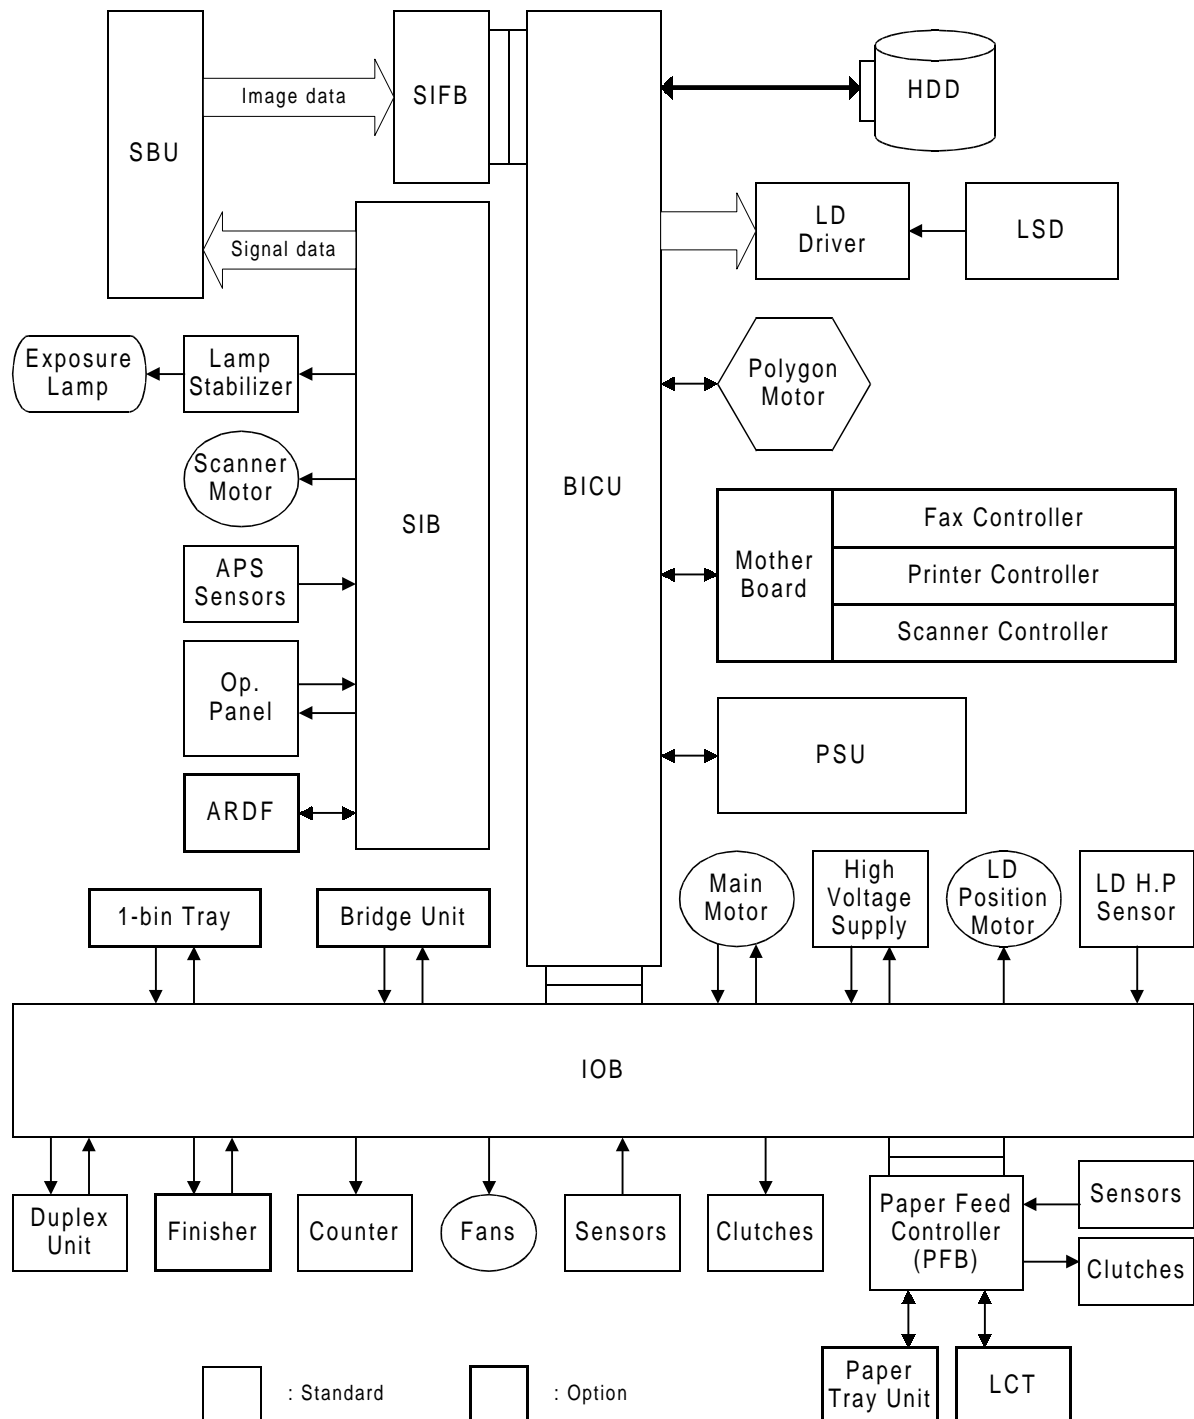 Image data
SBU
SIFB
HDD
Signal data
LD
Driver
LSD
Exposure
Lamp
Lamp
Stabilizer
Polygon
Motor
Scanner
Motor
SIB
BICU
Mother
Board
Fax Controller
Printer Controller
Scanner Controller
APS
Sensors
Op.
Panel
PSU
ARDF
1-bin Tray
Bridge Unit
Main
Motor
High
Voltage
Supply
LD
Position
Motor
LD H.P
Sensor
IOB
Duplex
Unit
Finisher
Counter
Fans
Sensors
Clutches
Paper Feed
Controller
(PFB)
Sensors
Clutches
Paper
Tray Unit
LCT
: Standard
: Option